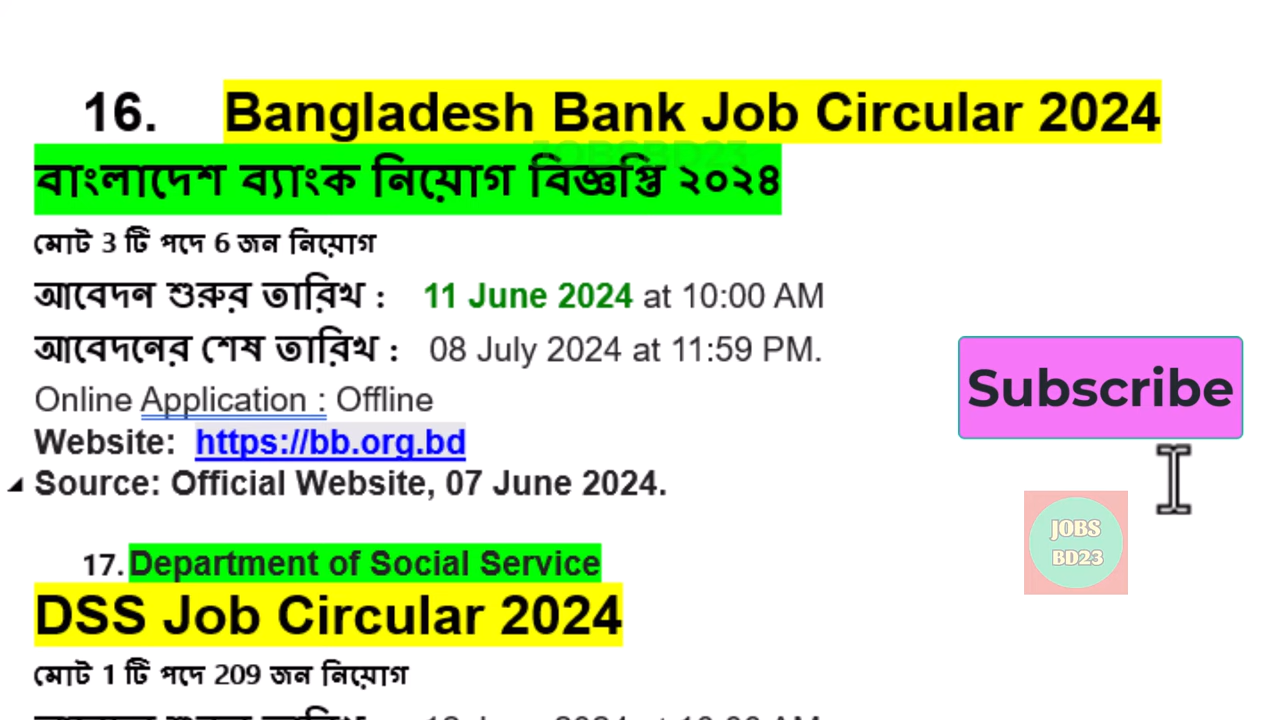 16. Bangladesh Bank Job Circular 2024
JOBSBD23
বাংলাদেশ ব্যাংক নিয়োগ বিজ্ঞপ্তি ২০২৪
মোট 3 টি পদে 6 জন নিয়োগ
আবেদন শুরুর তারিখ : 11 June 2024 at 10:00 AM
আবেদনের শেষ তারিখ : 08 July 2024 at 11:59 PM.
Online Application : Offline
Website: https://bb.org.bd
Source: Official Website, 07 June 2024.
Subscribe
JOBS
BD23
17. Department of Social Service
DSS Job Circular 2024
মোট 1 টি পদে 209 জন নিয়োগ